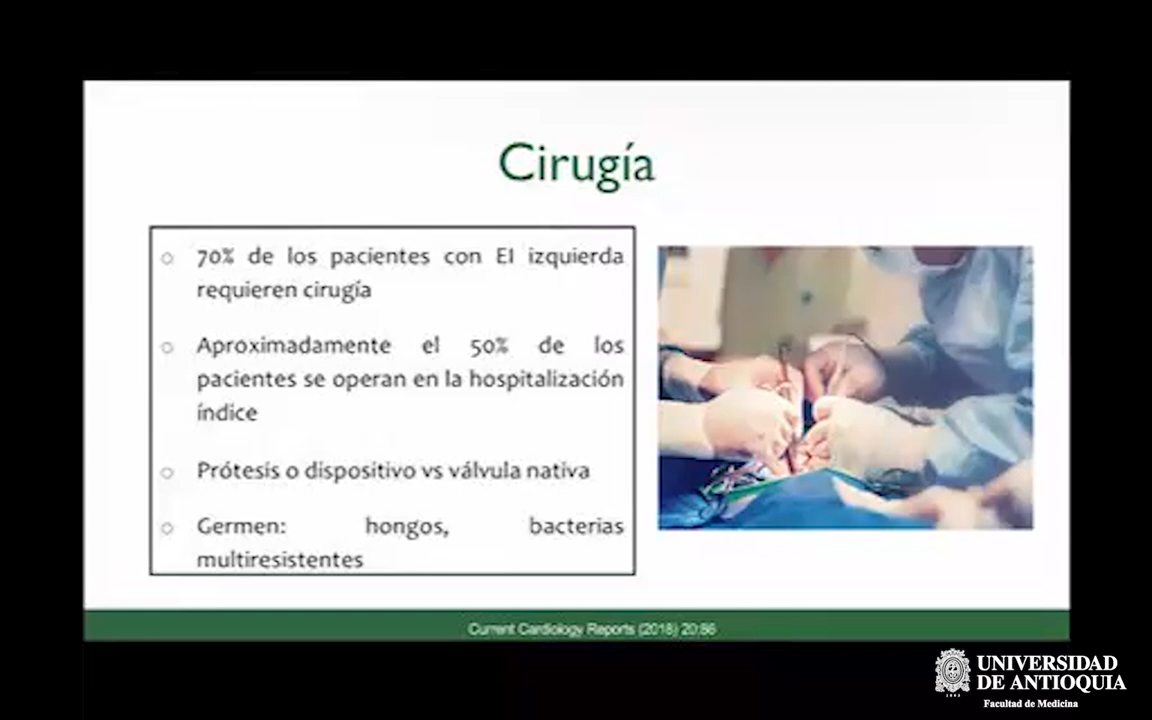 Cirugía
70% de los pacientes con EI izquierda
requieren cirugía
Aproximadamente el 50% de los
pacientes se operan en la hospitalización
índice
Prótesis o dispositivo vs válvula nativa
Germen: hongos, bacterias
multiresistentes
Current Cardiology Reports (2018) 20:86
UNIVERSIDAD
DE ANTIOQUIA
Facultad de Medicina